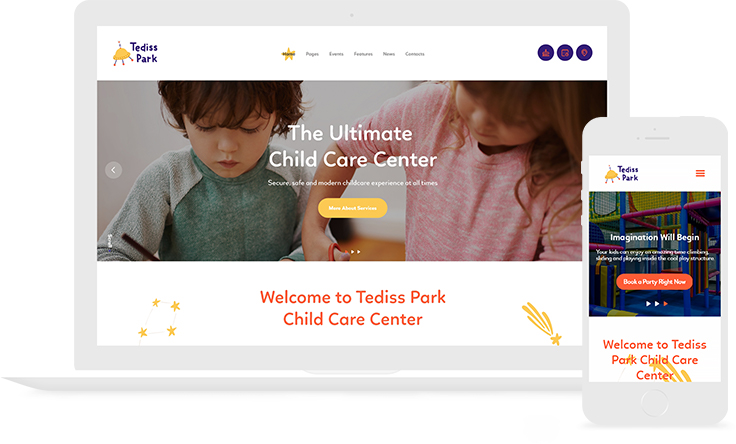 Tediss
Park
Home
Pages
Events
Features
News
Contacts
The Ultimate
Child Care Center
Secure, safe and modern childcare experience at all times
More About Services
Welcome to Tediss Park
Child Care Center
Tediss
Park
Imagination Will Begin
Your kids can enjoy an amazing time climbing,
sliding and playing inside the cool play structure
Book a Party Right Now
Welcome to Tediss
Park Child Care
Center